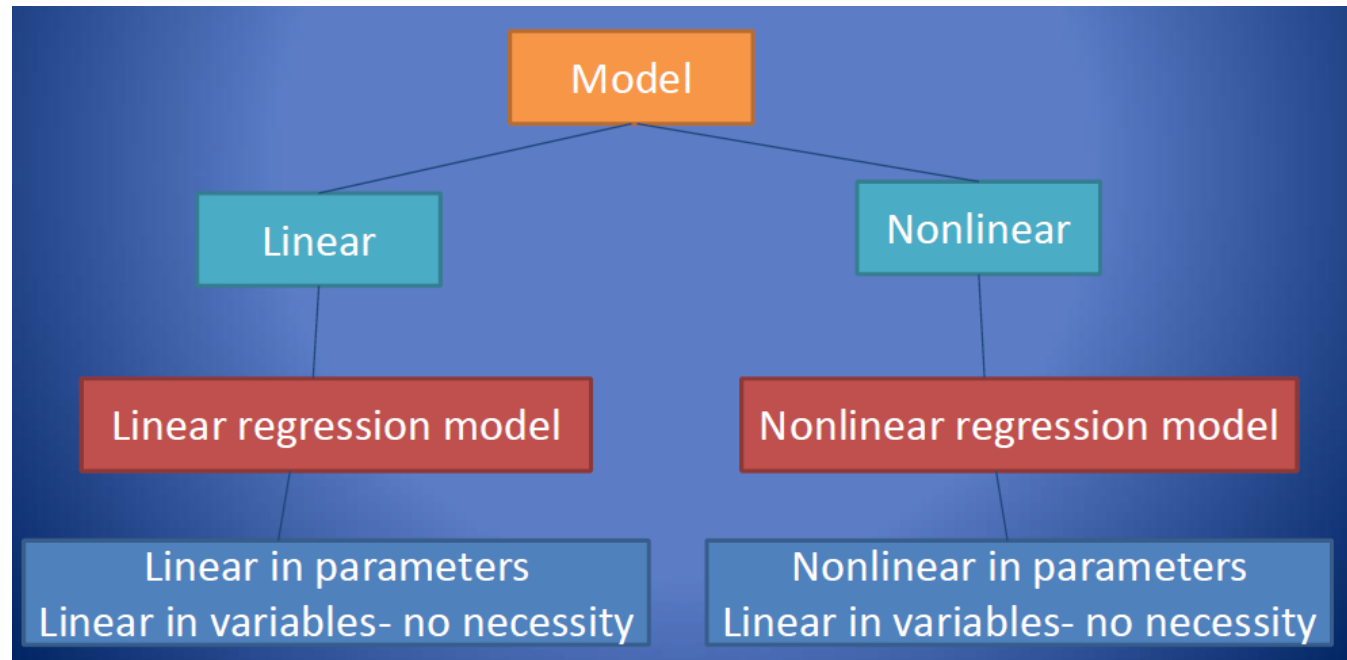 Model
Linear
Nonlinear
Linear regression model
Nonlinear regression model
Linear in parameters
Linear in variables- no necessity
Nonlinear in parameters
Linear in variables- no necessity